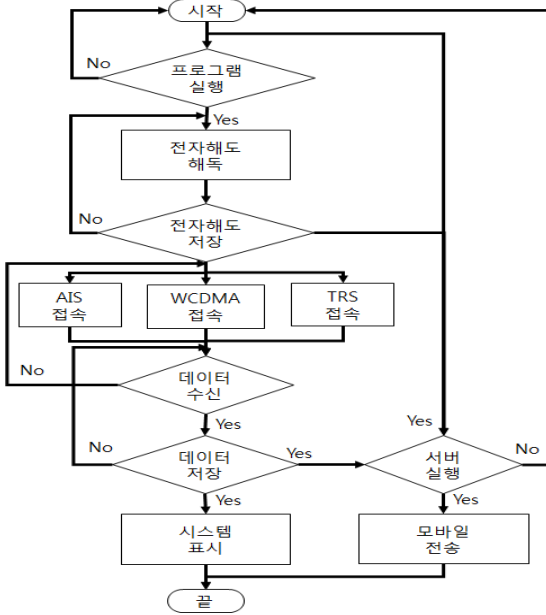 시작
No
프로그램
실행
Yes
전자해도
해독
No
전자해도
저장
AIS
접속
WCDMA
접속
TRS
접속
No
데이터
수신
Yes
Yes
No
데이터
저장
Yes
서버
실행
No
Yes
Yes
시스템
표시
모바일
전송
끝